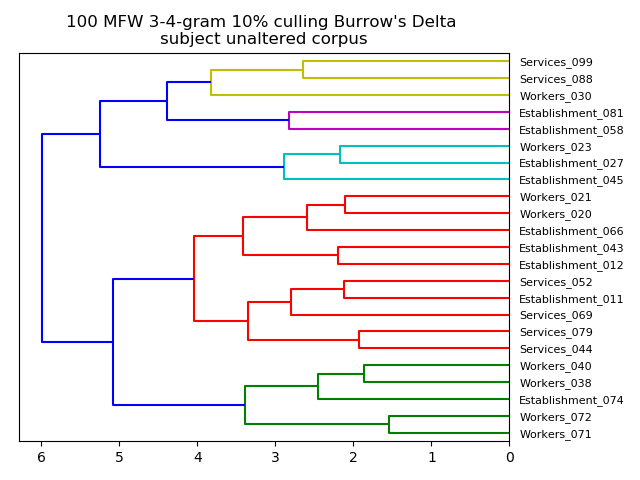 100 MFW 3-4-gram 10% culling Burrow's Delta
subject unaltered corpus
Services_099
Services_088
Workers_030
Establishment_081
Establishment_058
Workers_023
Establishment_027
Establishment_045
Workers_021
Workers_020
Establishment_066
Establishment_043
Establishment_012
Services_052
Establishment_011
Services_069
Services_079
Services_044
Workers_040
Workers_038
Establishment_074
Workers_072
Workers_071
6 5 4 3 2 1 0